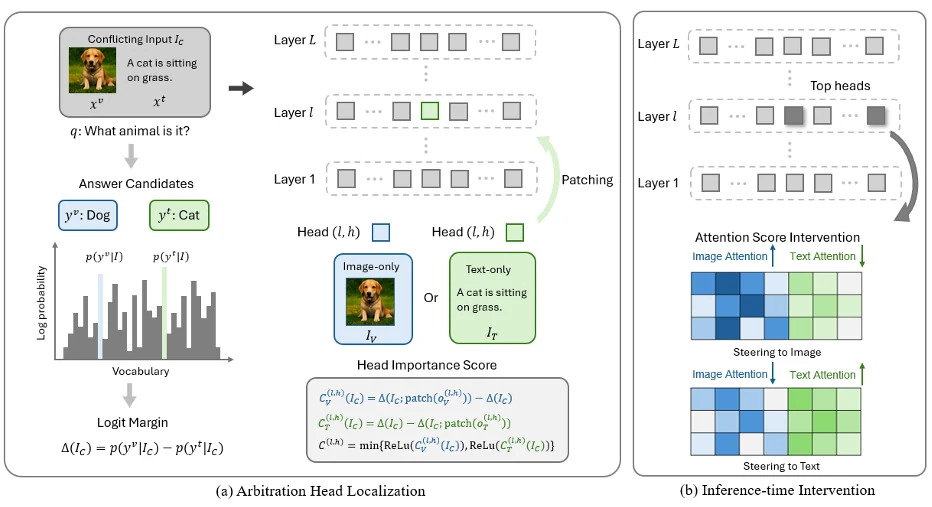 Conflicting Input I_C
A cat is sitting
on grass.
x^v
x^t
q: What animal is it?
Answer Candidates
y^v: Dog
y^t: Cat
p(y^v|I)
p(y^t|I)
Log probability
Vocabulary
Logit Margin
Δ(I_C) = p(y^v|I_C) − p(y^t|I_C)
Layer L
Layer l
Layer 1
Patching
Head (l, h)
Head (l, h)
Image-only
I_V
Or
Text-only
A cat is sitting
on grass.
I_T
Head Importance Score
C_V^{(l,h)}(I_C) = Δ(I_C; patch(o_V^{(l,h)})) − Δ(I_C)
C_T^{(l,h)}(I_C) = Δ(I_C) − Δ(I_C; patch(o_T^{(l,h)}))
C^{(l,h)} = min{ReLu(C_V^{(l,h)}(I_C)), ReLu(C_T^{(l,h)}(I_C))}
(a) Arbitration Head Localization
Layer L
Top heads
Layer l
Layer 1
Attention Score Intervention
Image Attention ↑ Text Attention ↓
Steering to Image
Image Attention ↓ Text Attention ↑
Steering to Text
(b) Inference-time Intervention